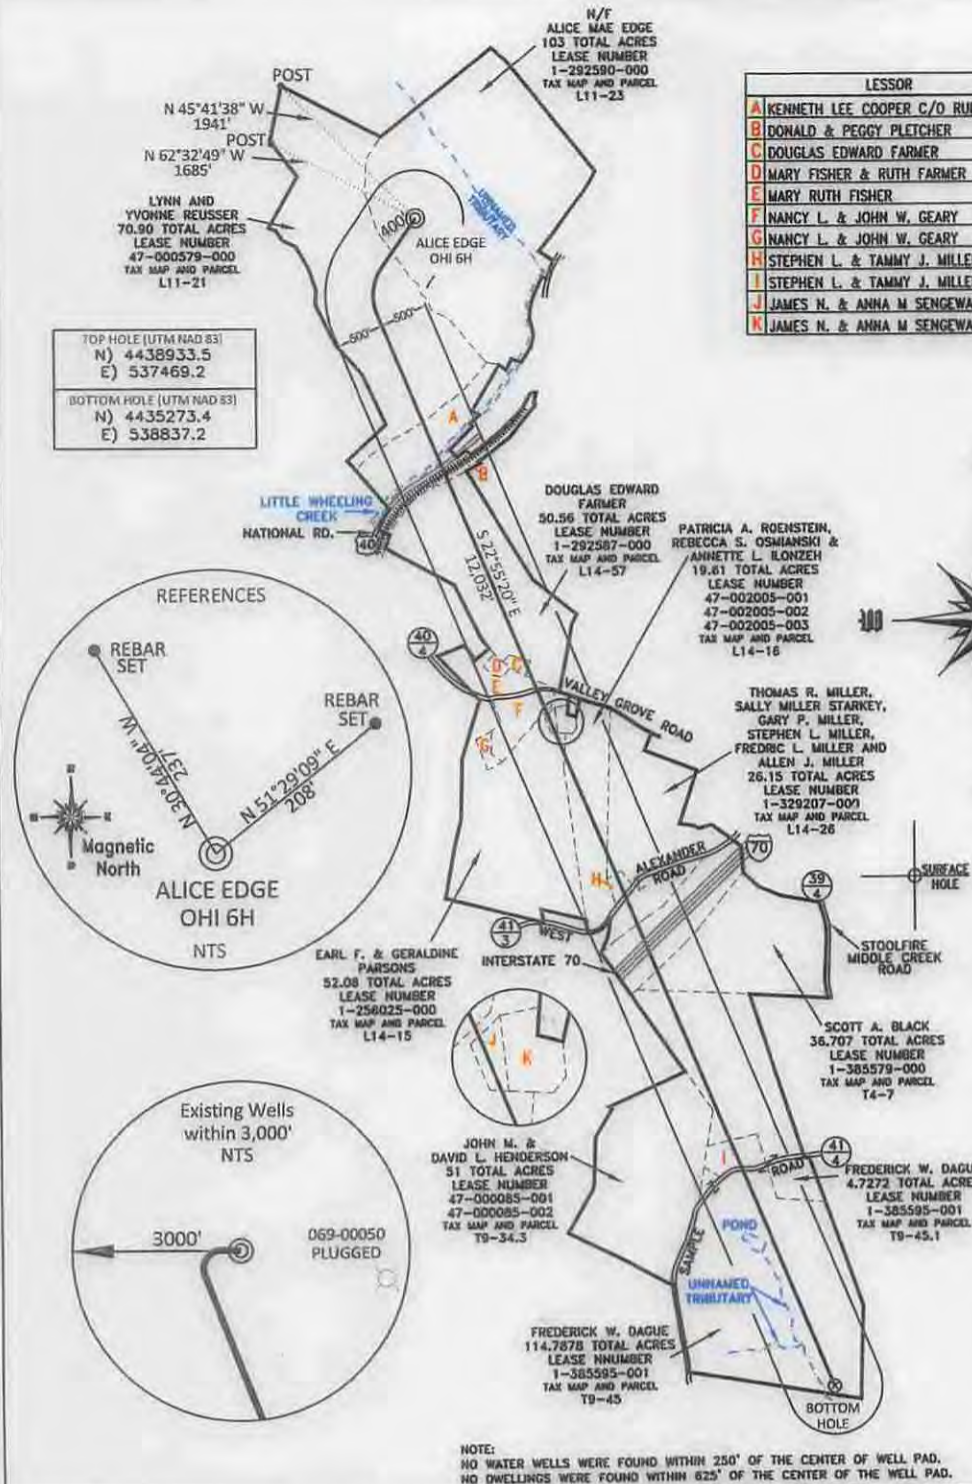 N/F
ALICE MAE EDGE
103 TOTAL ACRES
LEASE NUMBER
1-292590-000
TAX MAP AND PARCEL
L11-23
POST
N 45°41'38" W
1941'
POST
N 62°32'49" W
1685'
LYNN AND
YVONNE REUSSER
70.90 TOTAL ACRES
LEASE NUMBER
47-000579-000
TAX MAP AND PARCEL
L11-21
UNNAMED
TRIBUTARY
400'
ALICE EDGE
OHI 6H
500'
500'
LESSOR
A KENNETH LEE COOPER C/O
B DONALD & PEGGY PLETCHER
C DOUGLAS EDWARD FARMER
D MARY FISHER & RUTH FARMER
E MARY RUTH FISHER
F NANCY L. & JOHN W. GEARY
G NANCY L. & JOHN W. GEARY
H STEPHEN L. & TAMMY J. MILLE
I STEPHEN L. & TAMMY J. MILLE
J JAMES N. & ANNA M SENGEWA
K JAMES N. & ANNA M SENGEWA
TOP HOLE (UTM NAD 83)
N) 4438933.5
E) 537469.2
BOTTOM HOLE (UTM NAD 83)
N) 4435273.4
E) 538837.2
A
B
LITTLE WHEELING
CREEK
NATIONAL RD.
40
S 22°55'20" E
12,032'
DOUGLAS EDWARD
FARMER
50.56 TOTAL ACRES
LEASE NUMBER
1-292587-000
TAX MAP AND PARCEL
L14-57
PATRICIA A. ROENSTEIN,
REBECCA S. OSMIANSKI &
ANNETTE L. ILONZEH
19.61 TOTAL ACRES
LEASE NUMBER
47-002005-001
47-002005-002
47-002005-003
TAX MAP AND PARCEL
L14-16
REFERENCES
REBAR
SET
REBAR
SET
N 30°44'04" W
237'
N 51°29'09" E
208'
Magnetic
North
ALICE EDGE
OHI 6H
NTS
40
4
D
C
E
F
G
VALLEY GROVE ROAD
THOMAS R. MILLER,
SALLY MILLER STARKEY,
GARY P. MILLER,
STEPHEN L. MILLER,
FREDRIC L. MILLER AND
ALLEN J. MILLER
26.15 TOTAL ACRES
LEASE NUMBER
1-329207-000
TAX MAP AND PARCEL
L14-26
H
ALEXANDER
ROAD
70
39
4
SURFACE
HOLE
41
3
WEST
INTERSTATE 70
STOOLFIRE
MIDDLE CREEK
ROAD
EARL F. & GERALDINE
PARSONS
52.08 TOTAL ACRES
LEASE NUMBER
1-256025-000
TAX MAP AND PARCEL
L14-15
J
K
SCOTT A. BLACK
36.707 TOTAL ACRES
LEASE NUMBER
1-385579-000
TAX MAP AND PARCEL
T4-7
Existing Wells
within 3,000'
NTS
3000'
069-00050
PLUGGED
JOHN M. &
DAVID L. HENDERSON
51 TOTAL ACRES
LEASE NUMBER
47-000085-001
47-000085-002
TAX MAP AND PARCEL
T9-34.3
I
41
4
ROAD
SAMPLE
FREDERICK W. DAGU
4.7272 TOTAL ACRE
LEASE NUMBER
1-385595-001
TAX MAP AND PARCEL
T9-45.1
POND
UNNAMED
TRIBUTARY
FREDERICK W. DAGUE
114.7878 TOTAL ACRES
LEASE NNUMBER
1-385595-001
TAX MAP AND PARCEL
T9-45
BOTTOM
HOLE
NOTE:
NO WATER WELLS WERE FOUND WITHIN 250' OF THE CENTER OF WELL PAD.
NO DWELLINGS WERE FOUND WITHIN 625' OF THE CENTER OF THE WELL PAD.